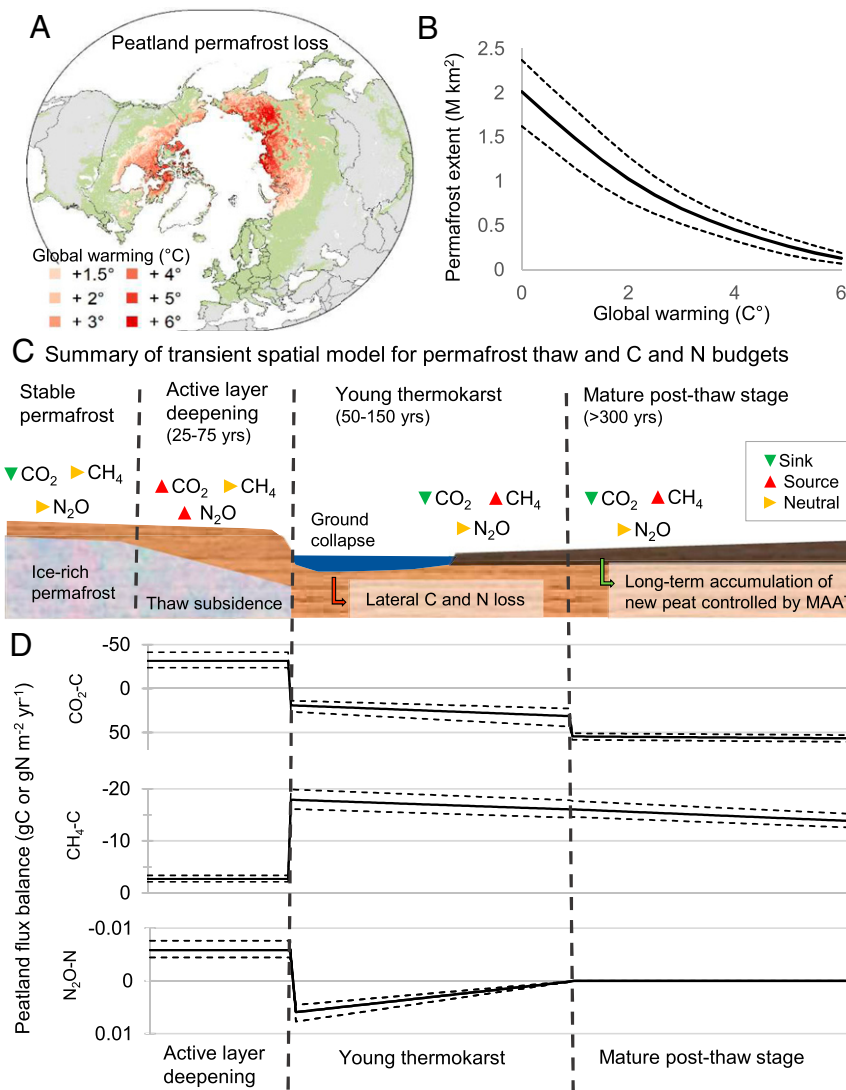 A
Peatland permafrost loss
Global warming (°C)
+1.5° + 4°
+ 2° + 5°
+ 3° + 6°
B
Permafrost extent (M km²)
2.5
2
1.5
1
0.5
0
0 2 4 6
Global warming (C°)
C Summary of transient spatial model for permafrost thaw and C and N budgets
Stable
permafrost
Active layer
deepening
(25-75 yrs)
Young thermokarst
(50-150 yrs)
Mature post-thaw stage
(>300 yrs)
CO₂ CH₄
N₂O
CO₂ CH₄
N₂O
CO₂ CH₄
N₂O
CO₂ CH₄
N₂O
Sink
Source
Neutral
Ground
collapse
Ice-rich
permafrost
Thaw subsidence
Lateral C and N loss
Long-term accumulation of
new peat controlled by MAAT
D
Peatland flux balance (gC or gN m⁻² yr⁻¹)
CO₂-C
-50
0
50
CH₄-C
-20
-10
0
N₂O-N
-0.01
0
0.01
Active layer
deepening
Young thermokarst
Mature post-thaw stage